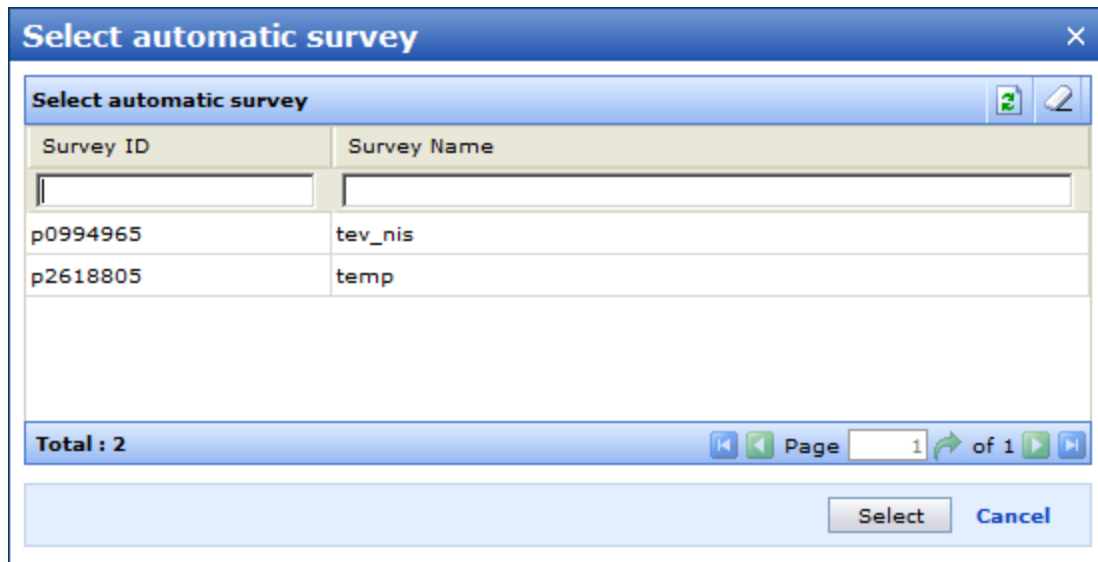 Select automatic survey
Select automatic survey
Survey ID Survey Name
p0994965 tev_nis
p2618805 temp
Total : 2 Page 1 of 1
Select Cancel